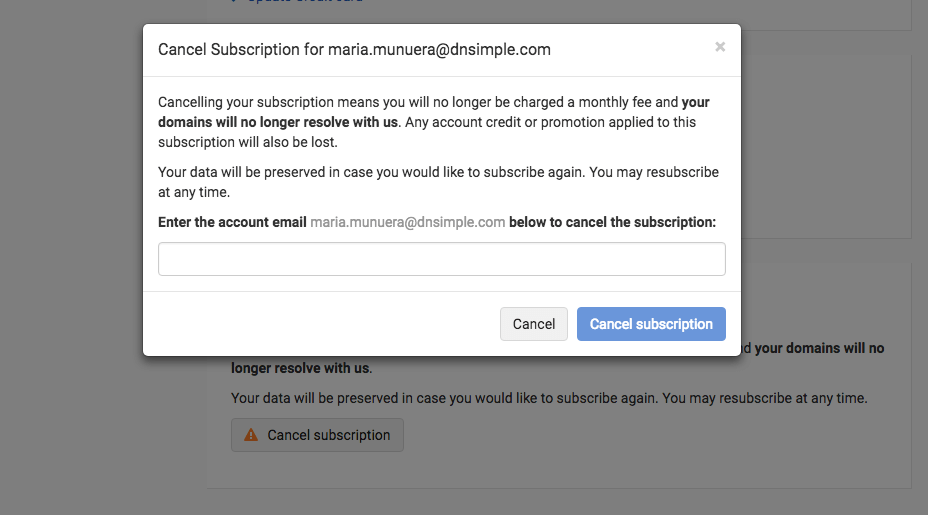 Cancel Subscription for maria.munuera@dnsimple.com
×
Cancelling your subscription means you will no longer be charged a monthly fee and your
domains will no longer resolve with us. Any account credit or promotion applied to this
subscription will also be lost.
Your data will be preserved in case you would like to subscribe again. You may resubscribe
at any time.
Enter the account email maria.munuera@dnsimple.com below to cancel the subscription:
Cancel
Cancel subscription
your domains will no
longer resolve with us.
Your data will be preserved in case you would like to subscribe again. You may resubscribe at any time.
Cancel subscription